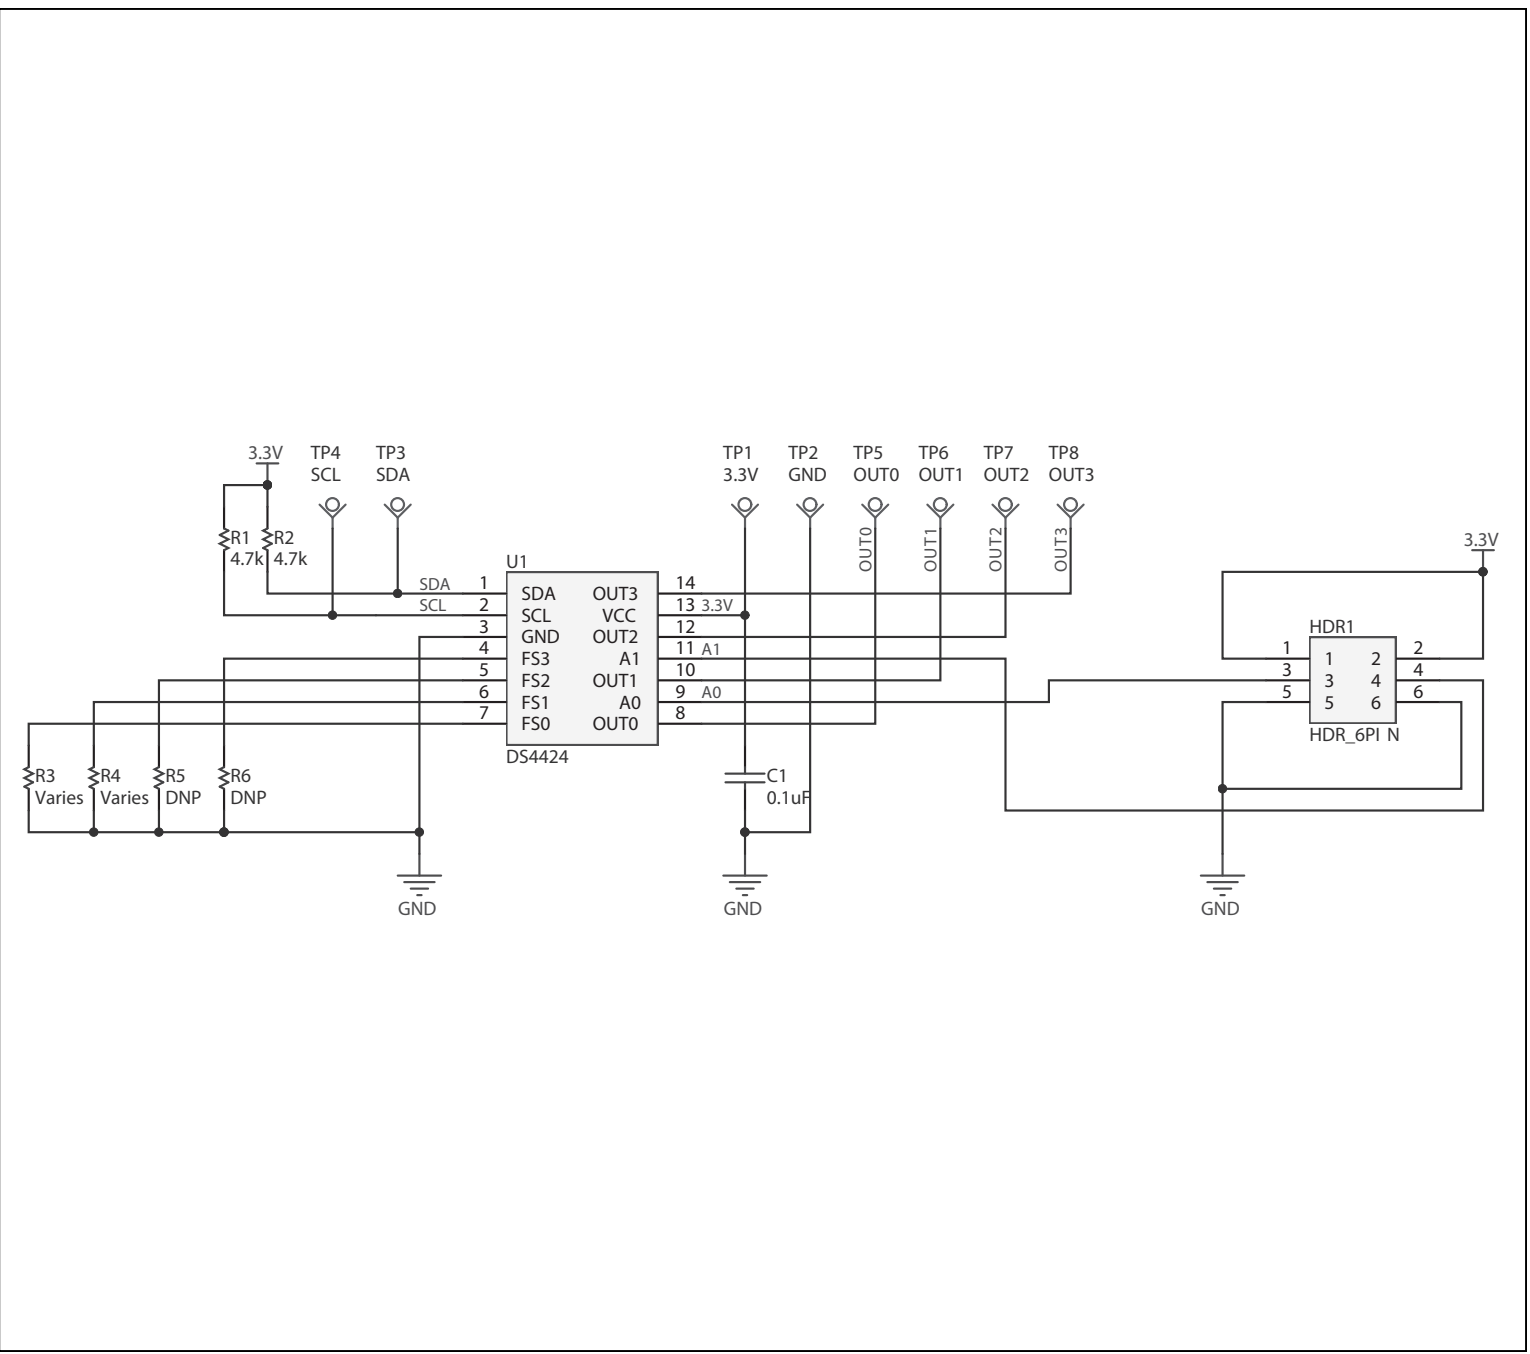 3.3V
TP4
SCL
TP3
SDA
TP1
3.3V
TP2
GND
TP5
OUT0
TP6
OUT1
TP7
OUT2
TP8
OUT3
R1
4.7k
R2
4.7k
OUT0
OUT1
OUT2
OUT3
3.3V
U1
SDA 1 SDA OUT3 14
SCL 2 SCL VCC 13 3.3V
3 GND OUT2 12
4 FS3 A1 11 A1
5 FS2 OUT1 10
6 FS1 A0 9 A0
7 FS0 OUT0 8
DS4424
HDR1
1 1 2 2
3 3 4 4
5 5 6 6
HDR_6PI N
R3
Varies
R4
Varies
R5
DNP
R6
DNP
C1
0.1uF
GND
GND
GND